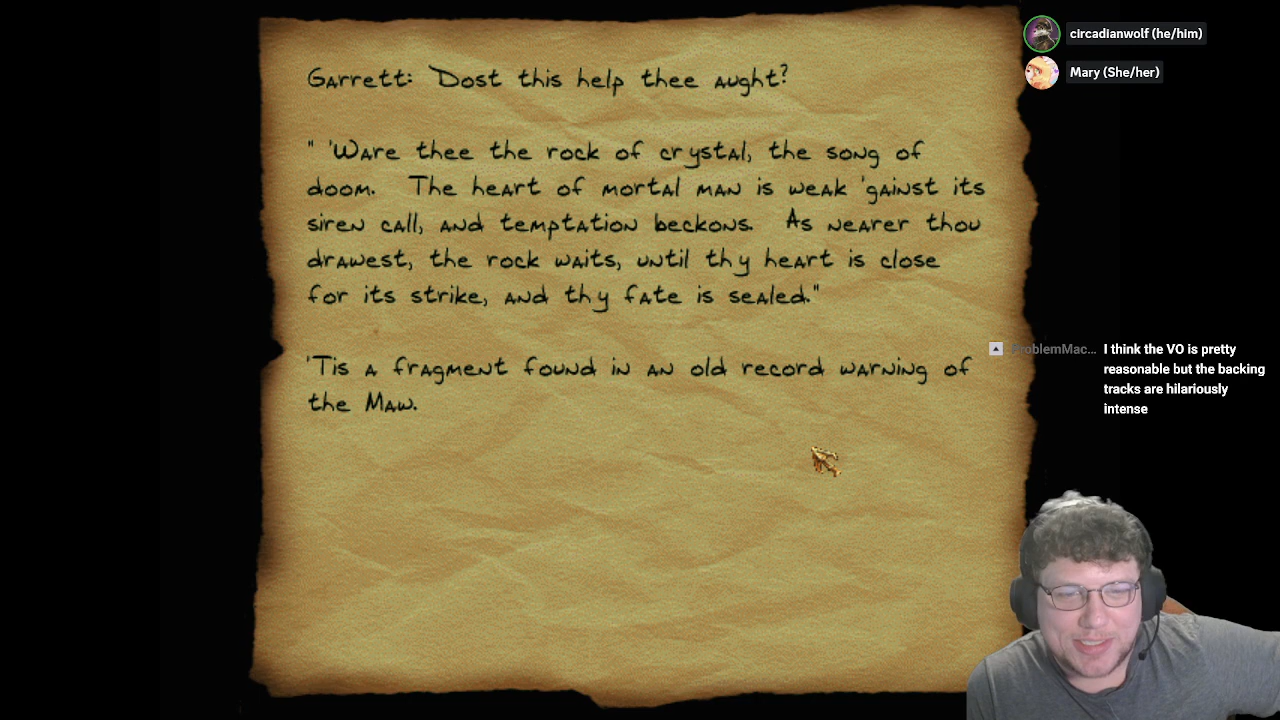 Garrett: Dost this help thee aught?
" 'Ware thee the rock of crystal, the song of
doom. The heart of mortal man is weak 'gainst its
siren call, and temptation beckons. As nearer thou
drawest, the rock waits, until thy heart is close
for its strike, and thy fate is sealed."
'Tis a fragment found in an old record warning of
the Maw.
circadianwolf (he/him)
Mary (She/her)
ProblemMac... I think the VO is pretty
reasonable but the backing
tracks are hilariously
intense